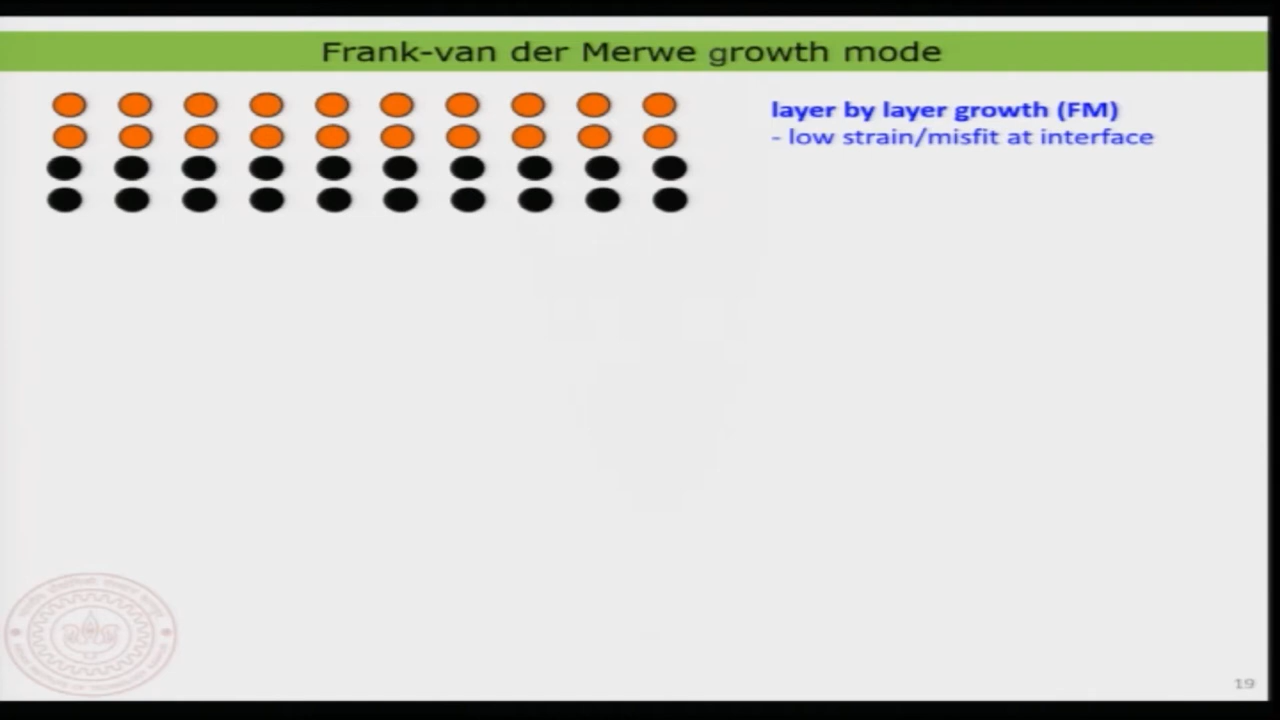 Frank-van der Merwe growth mode
layer by layer growth (FM)
- low strain/misfit at interface
19